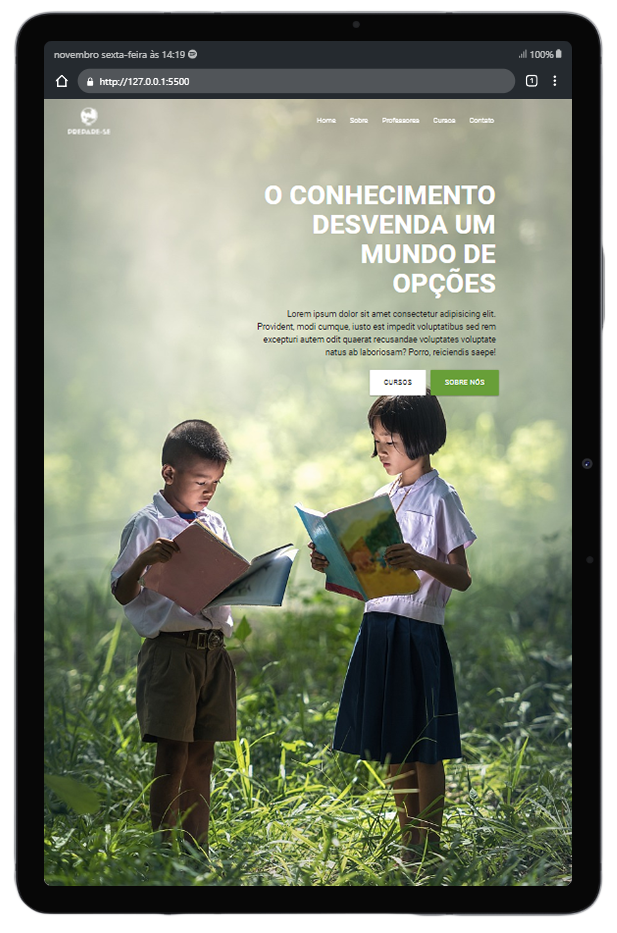 novembro sexta-feira às 14:19
100%
http://127.0.0.1:5500
1
PREPARE-SE
Home Sobre Professores Cursos Contato
O CONHECIMENTO
DESVENDA UM
MUNDO DE
OPÇÕES
Lorem ipsum dolor sit amet consectetur adipisicing elit.
Provident, modi cumque, iusto est impedit voluptatibus sed rem
excepturi autem odit quaerat recusandae voluptates voluptate
natus ab laboriosam? Porro, reiciendis saepe!
CURSOS SOBRE NÓS